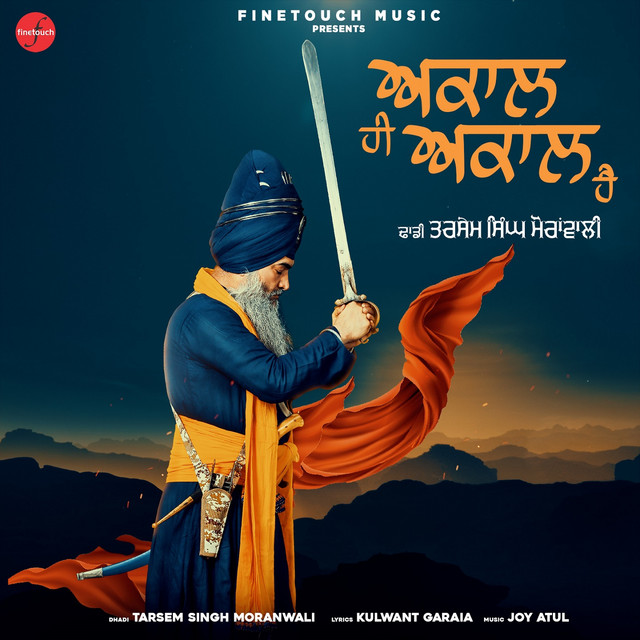 FINETOUCH MUSIC
PRESENTS
finetouch
ਅਕਾਲ
ਹੀ ਅਕਾਲ ਹੈ
ਢਾਡੀ ਤਰਸੇਮ ਸਿੰਘ ਮੋਰਾਂਵਾਲੀ
DHADI TARSEM SINGH MORANWALI LYRICS KULWANT GARAIA MUSIC JOY ATUL